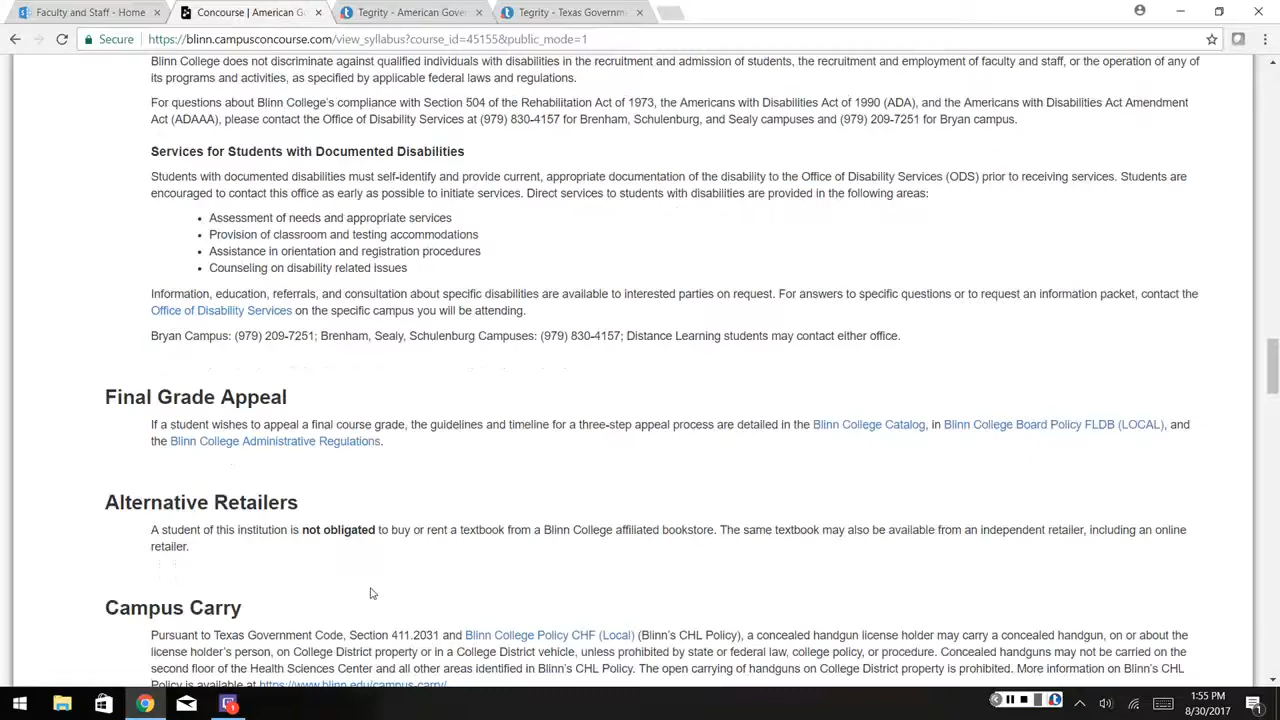 Faculty and Staff - Home
Concourse | American Go
Tegrity - American Gover
Tegrity - Texas Governm
Secure https://blinn.campusconcourse.com/view_syllabus?course_id=45155&public_mode=1
Blinn College does not discriminate against qualified individuals with disabilities in the recruitment and admission of students, the recruitment and employment of faculty and staff, or the operation of any of
its programs and activities, as specified by applicable federal laws and regulations.
For questions about Blinn College's compliance with Section 504 of the Rehabilitation Act of 1973, the Americans with Disabilities Act of 1990 (ADA), and the Americans with Disabilities Act Amendment
Act (ADAAA), please contact the Office of Disability Services at (979) 830-4157 for Brenham, Schulenburg, and Sealy campuses and (979) 209-7251 for Bryan campus.
Services for Students with Documented Disabilities
Students with documented disabilities must self-identify and provide current, appropriate documentation of the disability to the Office of Disability Services (ODS) prior to receiving services. Students are
encouraged to contact this office as early as possible to initiate services. Direct services to students with disabilities are provided in the following areas:
• Assessment of needs and appropriate services
• Provision of classroom and testing accommodations
• Assistance in orientation and registration procedures
• Counseling on disability related issues
Information, education, referrals, and consultation about specific disabilities are available to interested parties on request. For answers to specific questions or to request an information packet, contact the
Office of Disability Services on the specific campus you will be attending.
Bryan Campus: (979) 209-7251; Brenham, Sealy, Schulenburg Campuses: (979) 830-4157; Distance Learning students may contact either office.
Final Grade Appeal
If a student wishes to appeal a final course grade, the guidelines and timeline for a three-step appeal process are detailed in the Blinn College Catalog, in Blinn College Board Policy FLDB (LOCAL), and
the Blinn College Administrative Regulations.
Alternative Retailers
A student of this institution is not obligated to buy or rent a textbook from a Blinn College affiliated bookstore. The same textbook may also be available from an independent retailer, including an online
retailer.
Campus Carry
Pursuant to Texas Government Code, Section 411.2031 and Blinn College Policy CHF (Local) (Blinn's CHL Policy), a concealed handgun license holder may carry a concealed handgun, on or about the
license holder's person, on College District property or in a College District vehicle, unless prohibited by state or federal law, college policy, or procedure. Concealed handguns may not be carried on the
second floor of the Health Sciences Center and all other areas identified in Blinn's CHL Policy. The open carrying of handguns on College District property is prohibited. More information on Blinn's CHL
Policy is available at https://www.blinn.edu/campus-carry/
1:55 PM
8/30/2017